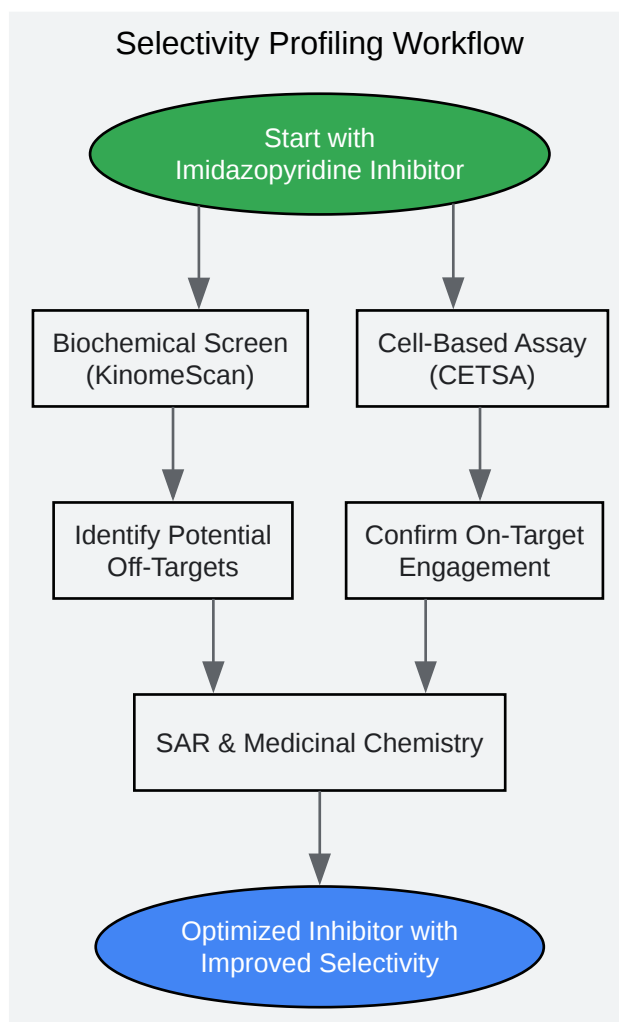 Selectivity Profiling Workflow
Start with
Imidazopyridine Inhibitor
Biochemical Screen
(KinomeScan)
Cell-Based Assay
(CETSA)
Identify Potential
Off-Targets
Confirm On-Target
Engagement
SAR & Medicinal Chemistry
Optimized Inhibitor with
Improved Selectivity